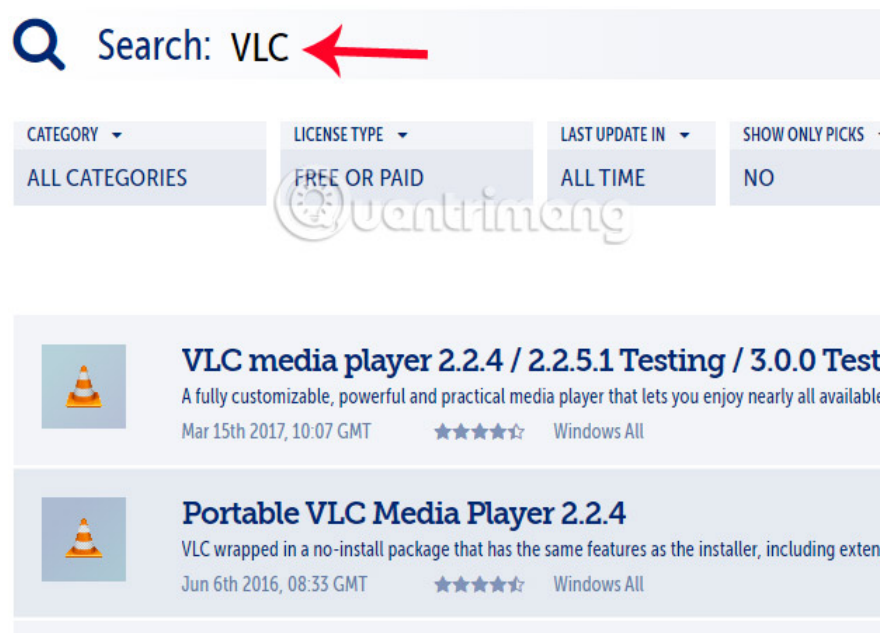 Search: VLC
CATEGORY LICENSE TYPE LAST UPDATE IN SHOW ONLY PICKS
ALL CATEGORIES FREE OR PAID ALL TIME NO
Quantrimang
VLC media player 2.2.4 / 2.2.5.1 Testing / 3.0.0 Test
A fully customizable, powerful and practical media player that lets you enjoy nearly all available
Mar 15th 2017, 10:07 GMT Windows All
Portable VLC Media Player 2.2.4
VLC wrapped in a no-install package that has the same features as the installer, including exten
Jun 6th 2016, 08:33 GMT Windows All